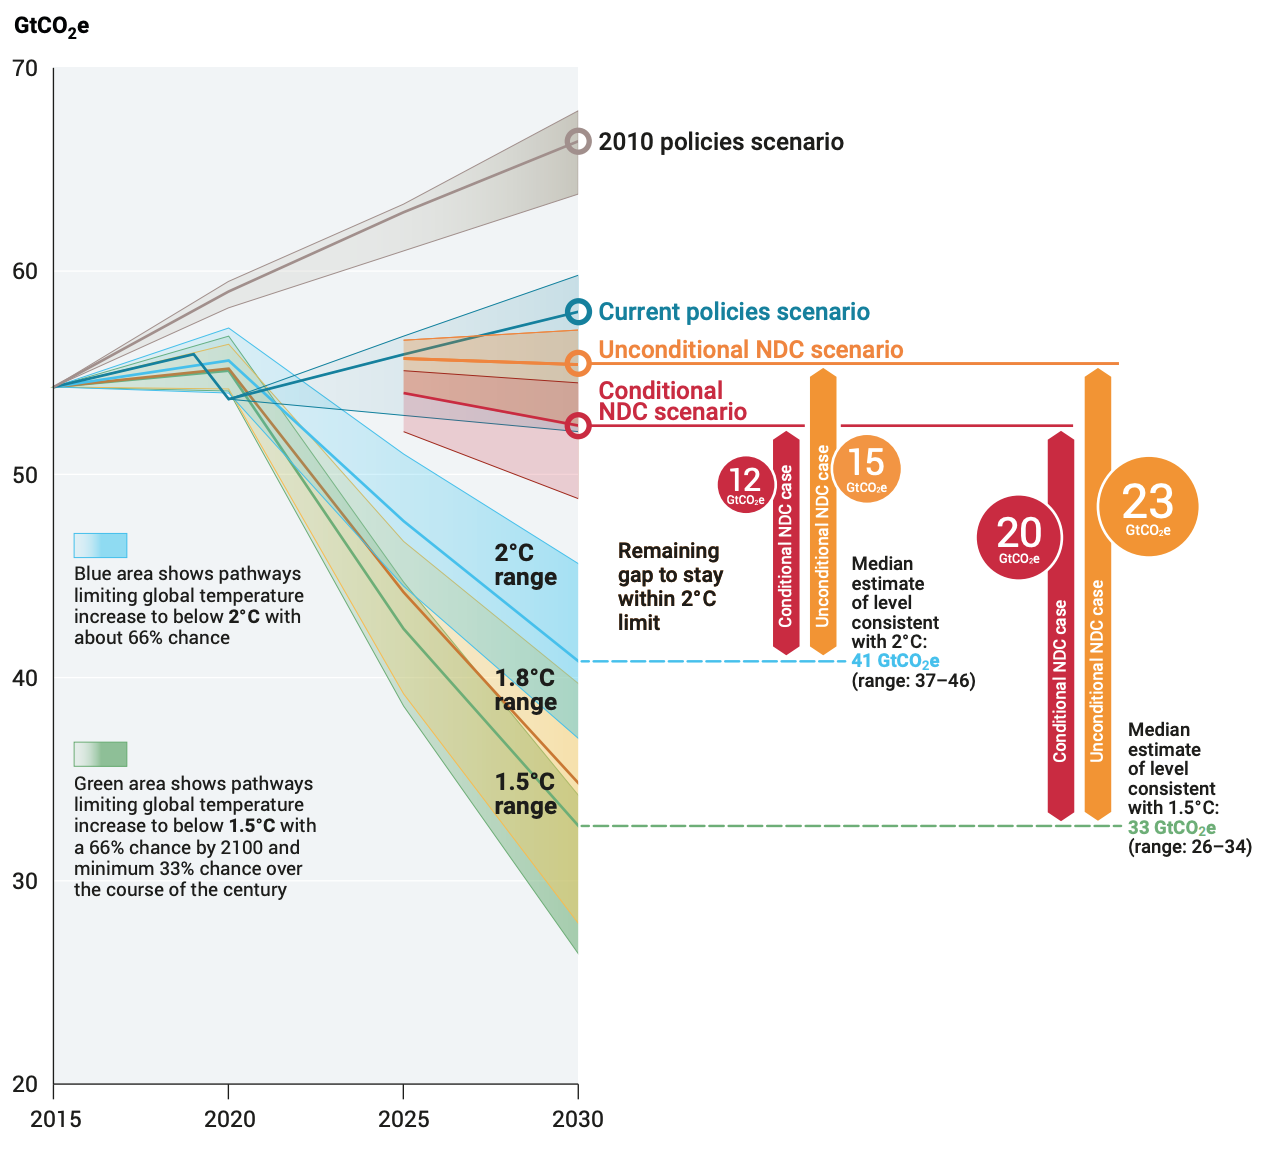 GtCO₂e
70
60
50
40
30
20
2015
2020
2025
2030
2010 policies scenario
Current policies scenario
Unconditional NDC scenario
Conditional
NDC scenario
2°C
range
1.8°C
range
1.5°C
range
Blue area shows pathways
limiting global temperature
increase to below 2°C with
about 66% chance
Green area shows pathways
limiting global temperature
increase to below 1.5°C with
a 66% chance by 2100 and
minimum 33% chance over
the course of the century
Remaining
gap to stay
within 2°C
limit
12
GtCO₂e
Conditional NDC case
Unconditional NDC case
15
GtCO₂e
Median
estimate
of level
consistent
with 2°C:
41 GtCO₂e
(range: 37–46)
20
GtCO₂e
Conditional NDC case
Unconditional NDC case
23
GtCO₂e
Median
estimate
of level
consistent
with 1.5°C:
33 GtCO₂e
(range: 26–34)